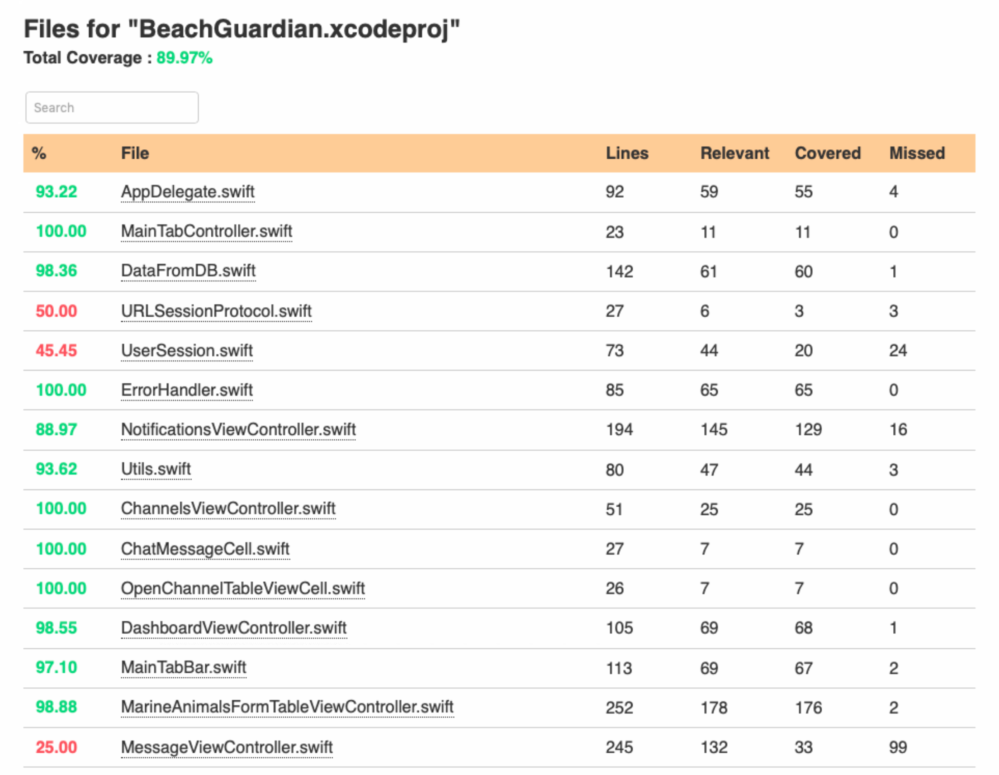 Files for "BeachGuardian.xcodeproj"
Total Coverage : 89.97%
Search
% File Lines Relevant Covered Missed
93.22 AppDelegate.swift 92 59 55 4
100.00 MainTabController.swift 23 11 11 0
98.36 DataFromDB.swift 142 61 60 1
50.00 URLSessionProtocol.swift 27 6 3 3
45.45 UserSession.swift 73 44 20 24
100.00 ErrorHandler.swift 85 65 65 0
88.97 NotificationsViewController.swift 194 145 129 16
93.62 Utils.swift 80 47 44 3
100.00 ChannelsViewController.swift 51 25 25 0
100.00 ChatMessageCell.swift 27 7 7 0
100.00 OpenChannelTableViewCell.swift 26 7 7 0
98.55 DashboardViewController.swift 105 69 68 1
97.10 MainTabBar.swift 113 69 67 2
98.88 MarineAnimalsFormTableViewController.swift 252 178 176 2
25.00 MessageViewController.swift 245 132 33 99